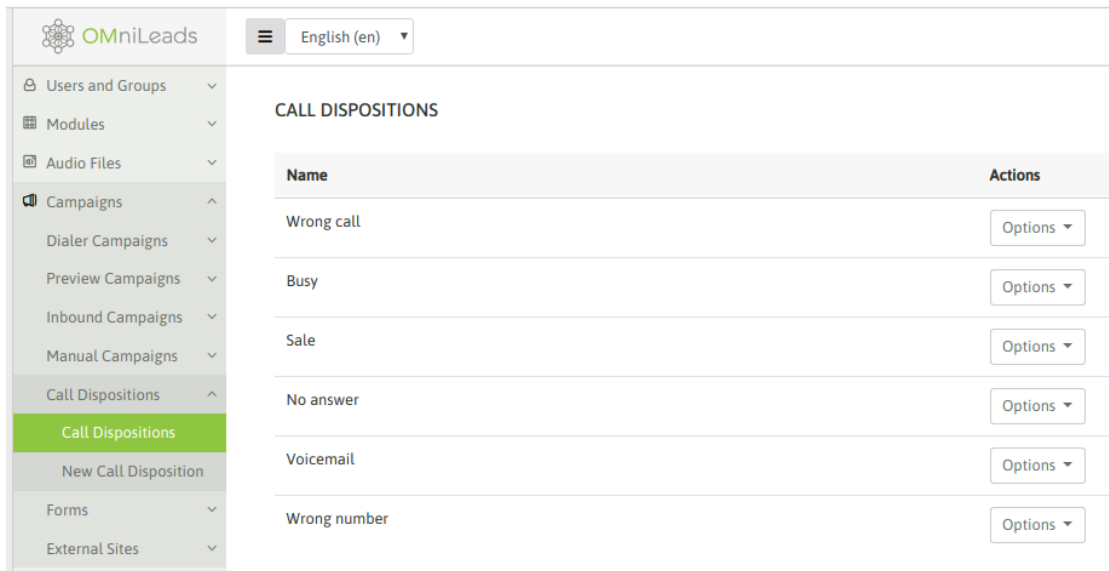 OMniLeads
English (en)
Users and Groups
Modules
Audio Files
Campaigns
Dialer Campaigns
Preview Campaigns
Inbound Campaigns
Manual Campaigns
Call Dispositions
Call Dispositions
New Call Disposition
Forms
External Sites
CALL DISPOSITIONS
Name Actions
Wrong call Options
Busy Options
Sale Options
No answer Options
Voicemail Options
Wrong number Options